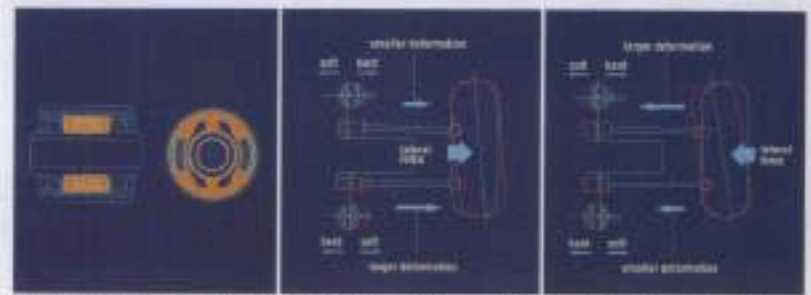 smaller deformation
soft hard
lateral
force
hard soft
larger deformation
larger deformation
soft hard
lateral
force
hard soft
smaller deformation